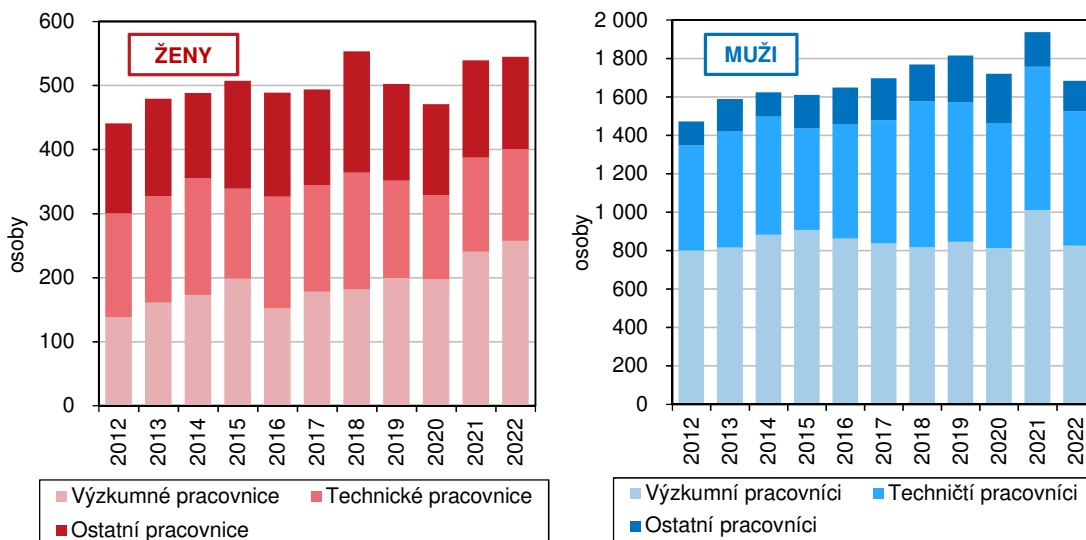 ŽENY
600
500
400
300
200
100
0
osoby
2012 2013 2014 2015 2016 2017 2018 2019 2020 2021 2022
Výzkumné pracovnice Technické pracovnice
Ostatní pracovnice
MUŽI
2 000
1 800
1 600
1 400
1 200
1 000
800
600
400
200
0
osoby
2012 2013 2014 2015 2016 2017 2018 2019 2020 2021 2022
Výzkumní pracovníci Techničtí pracovníci
Ostatní pracovníci